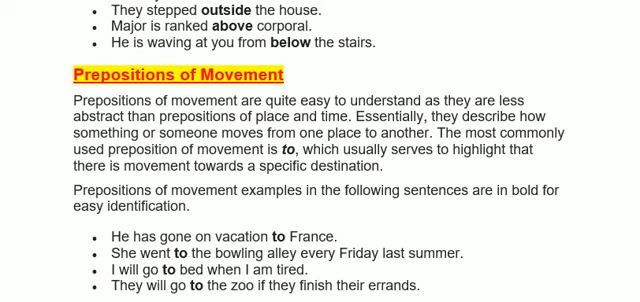 They stepped outside the house.
Major is ranked above corporal.
He is waving at you from below the stairs.
Prepositions of Movement
Prepositions of movement are quite easy to understand as they are less
abstract than prepositions of place and time. Essentially, they describe how
something or someone moves from one place to another. The most commonly
used preposition of movement is to, which usually serves to highlight that
there is movement towards a specific destination.
Prepositions of movement examples in the following sentences are in bold for
easy identification.
He has gone on vacation to France.
She went to the bowling alley every Friday last summer.
I will go to bed when I am tired.
They will go to the zoo if they finish their errands.